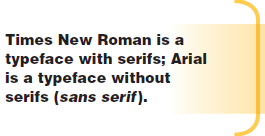 Times New Roman is a
typeface with serifs; Arial
is a typeface without
serifs (sans serif).